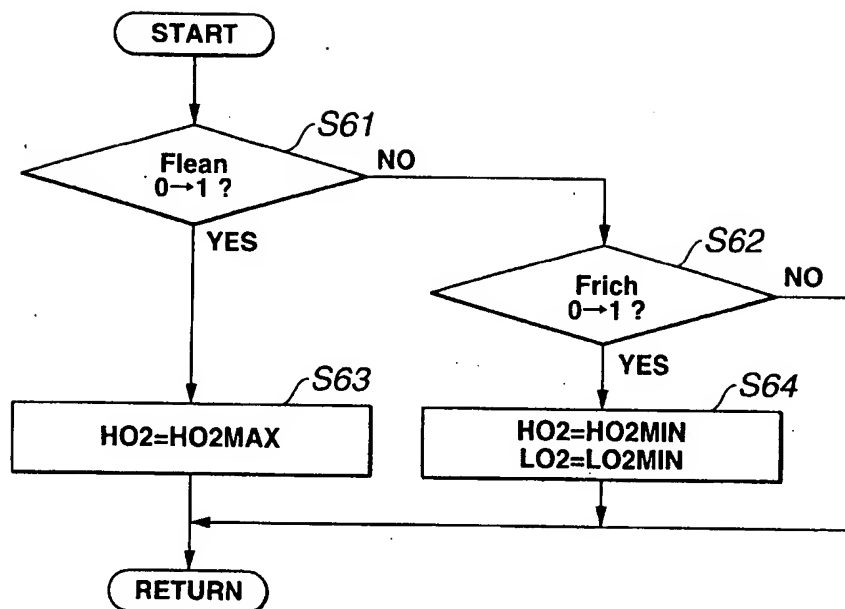 START
S61
Flean
0→1 ?
NO
YES
S62
Frich
0→1 ?
NO
YES
S63
HO2=HO2MAX
S64
HO2=HO2MIN
LO2=LO2MIN
RETURN